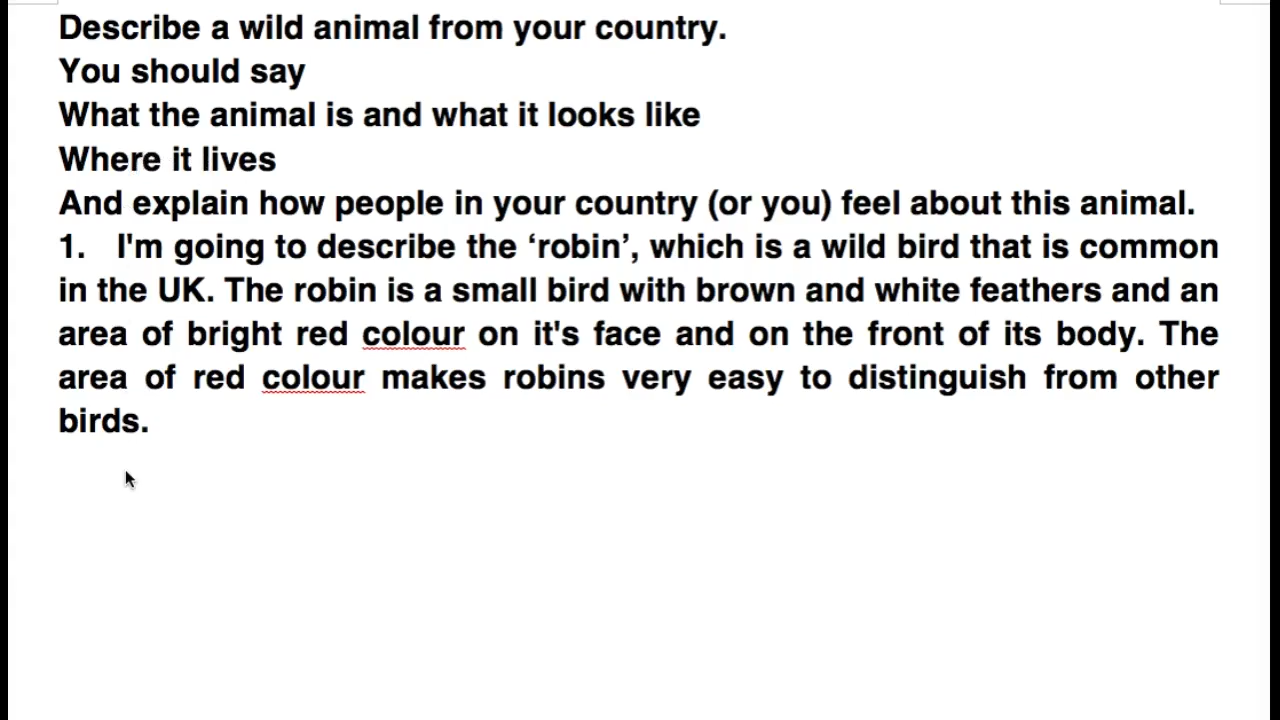 Describe a wild animal from your country.
You should say
What the animal is and what it looks like
Where it lives
And explain how people in your country (or you) feel about this animal.
1. I'm going to describe the ‘robin’, which is a wild bird that is common
in the UK. The robin is a small bird with brown and white feathers and an
area of bright red colour on it's face and on the front of its body. The
area of red colour makes robins very easy to distinguish from other
birds.